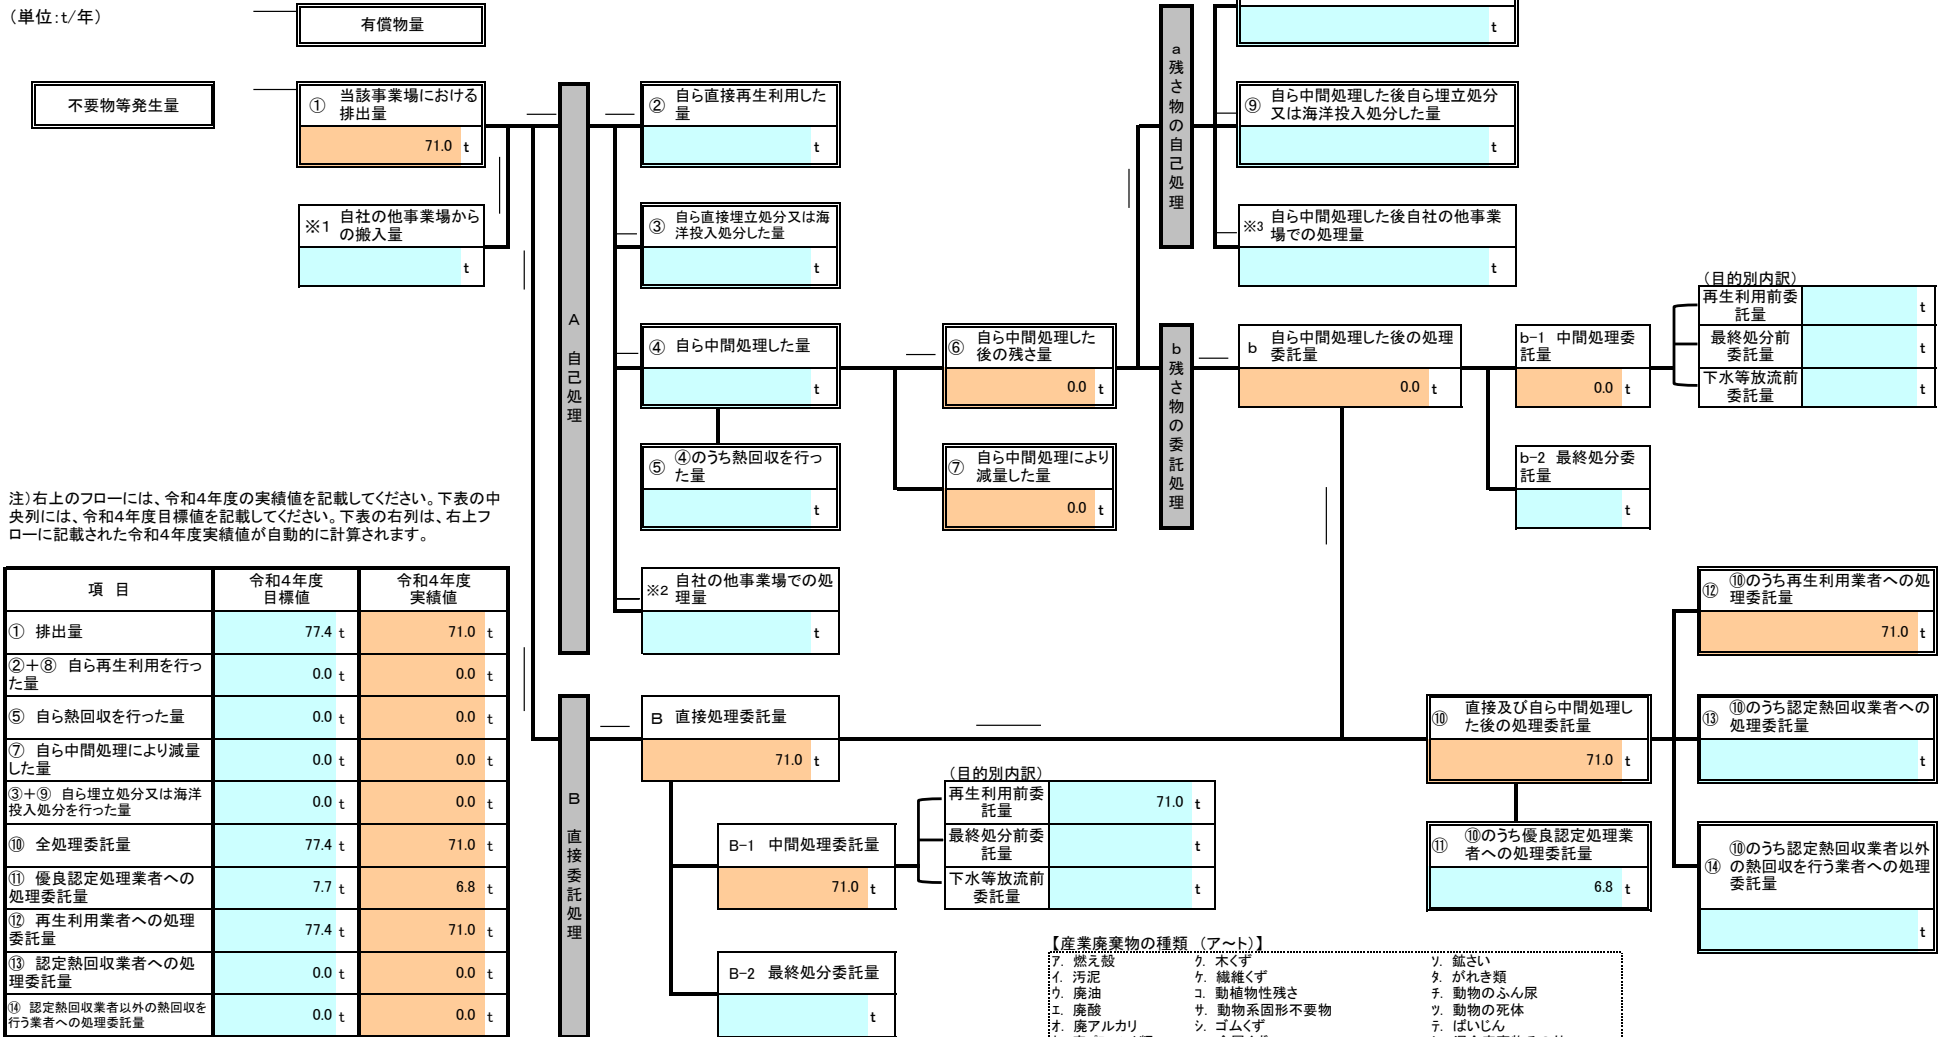 (単位:t/年)
有償物量
不要物等発生量
① 当該事業場における
排出量
71.0 t
※1 自社の他事業場から
の搬入量
t
A 自己処理
② 自ら直接再生利用した
量
t
③ 自ら直接埋立処分又は海
洋投入処分した量
t
④ 自ら中間処理した量
t
⑤ ④のうち熱回収を行っ
た量
t
※2 自社の他事業場での処
理量
t
⑥ 自ら中間処理した
後の残さ量
0.0 t
⑦ 自ら中間処理により
減量した量
0.0 t
a 残さ物の自己処理
t
⑨ 自ら中間処理した後自ら埋立処分
又は海洋投入処分した量
t
※3 自ら中間処理した後自社の他事業
場での処理量
t
b 残さ物の委託処理
b 自ら中間処理した後の処理
委託量
0.0 t
b-1 中間処理委
託量
0.0 t
b-2 最終処分委
託量
t
(目的別内訳)
再生利用前委
託量
t
最終処分前
委託量
t
下水等放流前
委託量
t
注)右上のフローには、令和4年度の実績値を記載してください。下表の中
央列には、令和4年度目標値を記載してください。下表の右列は、右上フ
ローに記載された令和4年度実績値が自動的に計算されます。
項 目
令和4年度
目標値
令和4年度
実績値
① 排出量 77.4 t 71.0 t
②+⑧ 自ら再生利用を行っ
た量 0.0 t 0.0 t
⑤ 自ら熱回収を行った量 0.0 t 0.0 t
⑦ 自ら中間処理により減量
した量 0.0 t 0.0 t
③+⑨ 自ら埋立処分又は海洋
投入処分を行った量 0.0 t 0.0 t
⑩ 全処理委託量 77.4 t 71.0 t
⑪ 優良認定処理業者への
処理委託量 7.7 t 6.8 t
⑫ 再生利用業者への処理
委託量 77.4 t 71.0 t
⑬ 認定熱回収業者への処
理委託量 0.0 t 0.0 t
⑭ 認定熱回収業者以外の熱回収を
行う業者への処理委託量 0.0 t 0.0 t
B 直接委託処理
B 直接処理委託量
71.0 t
B-1 中間処理委託量
71.0 t
B-2 最終処分委託量
t
(目的別内訳)
再生利用前委
託量
71.0 t
最終処分前委
託量
t
下水等放流前
委託量
t
⑩ 直接及び自ら中間処理し
た後の処理委託量
71.0 t
⑪ ⑩のうち優良認定処理業
者への処理委託量
6.8 t
⑫ ⑩のうち再生利用業者への処
理委託量
71.0 t
⑬ ⑩のうち認定熱回収業者への
処理委託量
t
⑭ ⑩のうち認定熱回収業者以外
の熱回収を行う業者への処理
委託量
t
【産業廃棄物の種類 (ア~ト)】
ア. 燃え殻 ク. 木くず ソ. 鉱さい
イ. 汚泥 ケ. 繊維くず タ. がれき類
ウ. 廃油 コ. 動植物性残さ チ. 動物のふん尿
エ. 廃酸 サ. 動物系固形不要物 ツ. 動物の死体
オ. 廃アルカリ シ. ゴムくず テ. ばいじん